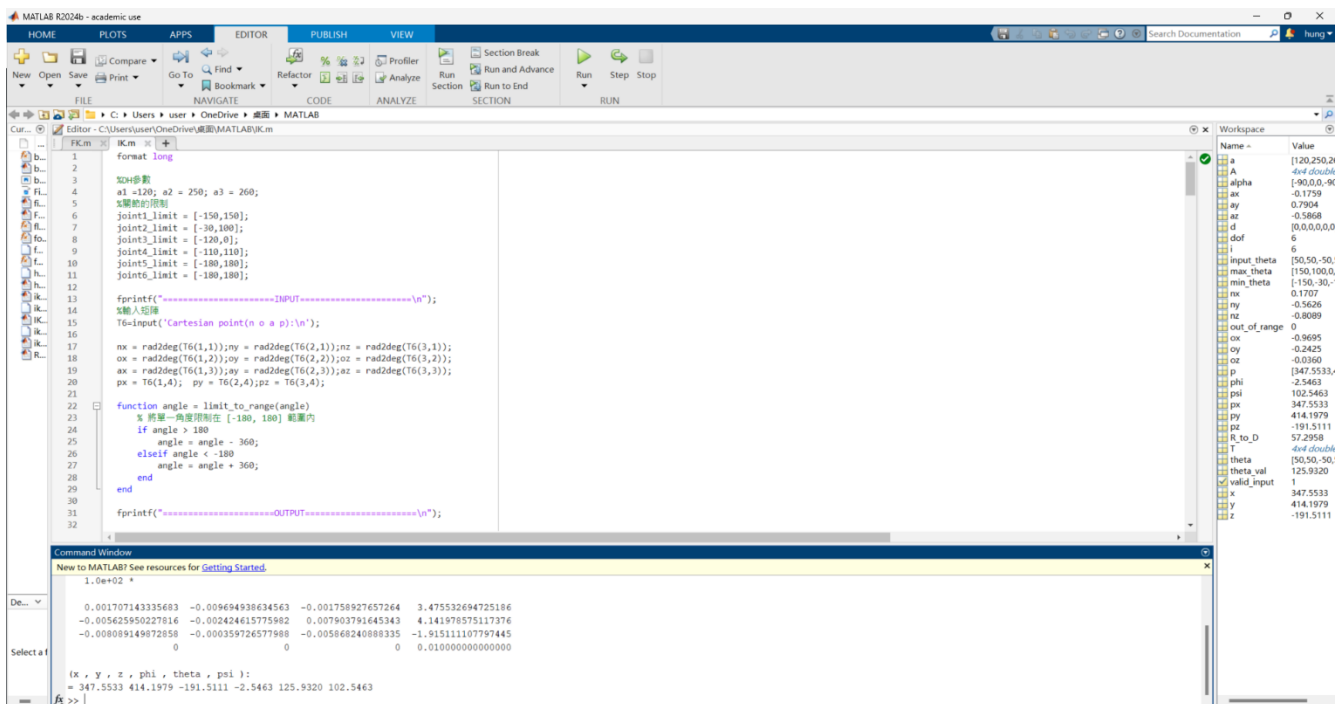 MATLAB R2024b - academic use
HOME PLOTS APPS EDITOR PUBLISH VIEW Search Documentation hung
New Open Save Compare Print Go To Find Bookmark Refactor Profiler Analyze Run Section Section Break Run and Advance Run to End Run Step Stop
FILE NAVIGATE CODE ANALYZE SECTION RUN
C: Users user OneDrive 桌面 MATLAB
Cur... Editor - C:\Users\user\OneDrive\桌面\MATLAB\IK.m
FK.m IK.m
1 format long
2
3 %DH參數
4 a1 =120; a2 = 250; a3 = 260;
5 %關節的限制
6 joint1_limit = [-150,150];
7 joint2_limit = [-30,100];
8 joint3_limit = [-120,0];
9 joint4_limit = [-110,110];
10 joint5_limit = [-180,180];
11 joint6_limit = [-180,180];
12
13 fprintf("======================INPUT======================\n");
14 %輸入矩陣
15 T6=input('Cartesian point(n o a p):\n');
16
17 nx = rad2deg(T6(1,1));ny = rad2deg(T6(2,1));nz = rad2deg(T6(3,1));
18 ox = rad2deg(T6(1,2));oy = rad2deg(T6(2,2));oz = rad2deg(T6(3,2));
19 ax = rad2deg(T6(1,3));ay = rad2deg(T6(2,3));az = rad2deg(T6(3,3));
20 px = T6(1,4); py = T6(2,4);pz = T6(3,4);
21
22 function angle = limit_to_range(angle)
23 % 將單一角度限制在 [-180, 180] 範圍內
24 if angle > 180
25 angle = angle - 360;
26 elseif angle < -180
27 angle = angle + 360;
28 end
29 end
30
31 fprintf("======================OUTPUT======================\n");
32
b...
b...
b...
Fi...
fi...
F...
fl...
fo...
f...
f...
h...
h...
ik...
ik...
IK...
ik...
ik...
R...
De...
Select a f
Workspace
Name Value
a [120,250,26
A 4x4 double
alpha [-90,0,0,-90
ax -0.1759
ay 0.7904
az -0.5868
d [0,0,0,0,0,0
dof 6
i 6
input_theta [50,50,-50,
max_theta [150,100,0,
min_theta [-150,-30,-
nx 0.1707
ny -0.5626
nz -0.8089
out_of_range 0
ox -0.9695
oy -0.2425
oz -0.0360
p [347.5533,4
phi -2.5463
psi 102.5463
px 347.5533
py 414.1979
pz -191.5111
R_to_D 57.2958
T 4x4 double
theta [50,50,-50,
theta_val 125.9320
valid_input 1
x 347.5533
y 414.1979
z -191.5111
Command Window
New to MATLAB? See resources for Getting Started.
1.0e+02 *
0.001707143335683 -0.009694938634563 -0.001758927657264 3.475532694725186
-0.005625950227816 -0.002424615775982 0.007903791645343 4.141978575117376
-0.008089149872858 -0.000359726577988 -0.005868240888335 -1.915111107797445
0 0 0 0.010000000000000
(x , y , z , phi , theta , psi ):
= 347.5533 414.1979 -191.5111 -2.5463 125.9320 102.5463
fx >>